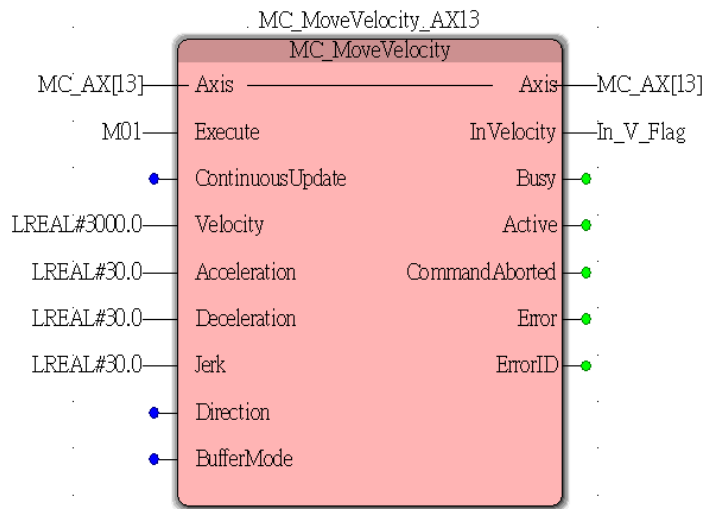 MC_MoveVelocity_AX13
MC_MoveVelocity
MC_AX[13] Axis Axis MC_AX[13]
M01 Execute InVelocity In_V_Flag
ContinuousUpdate Busy
LREAL#3000.0 Velocity Active
LREAL#30.0 Acceleration CommandAborted
LREAL#30.0 Deceleration Error
LREAL#30.0 Jerk ErrorID
Direction
BufferMode